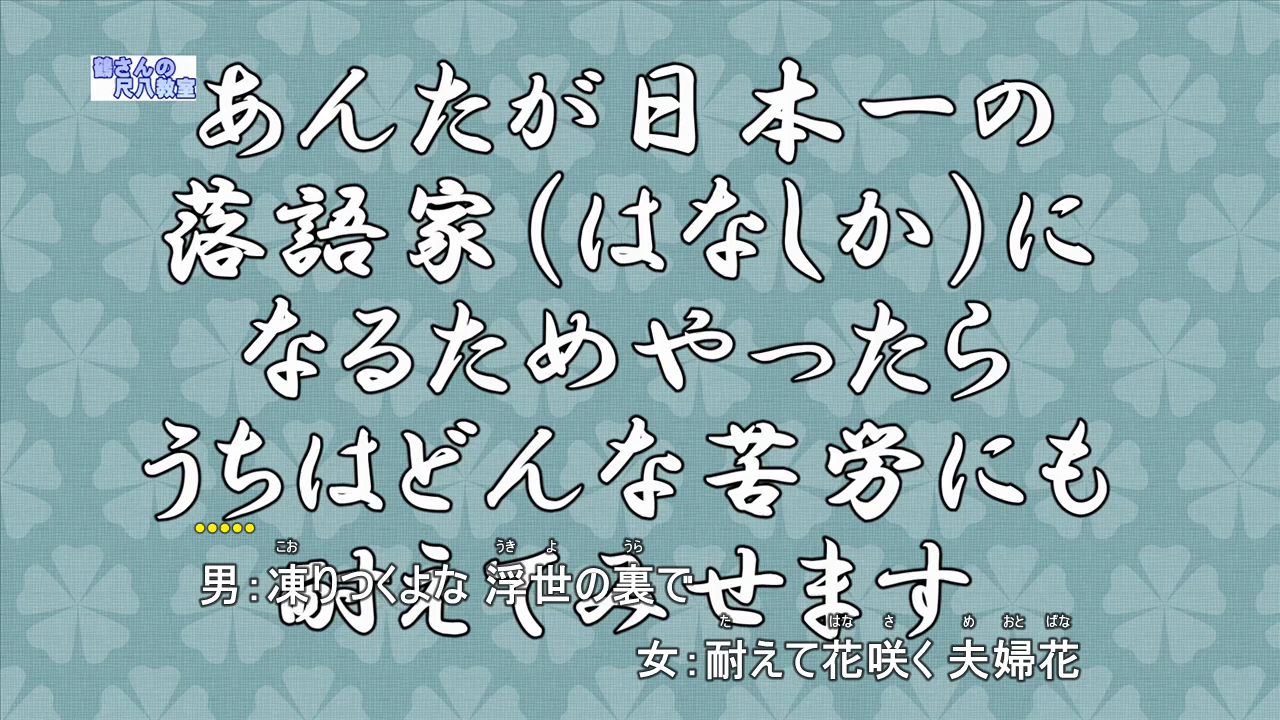 鶴さんの
尺八教室
あんたが日本一の
落語家(はなしか)に
なるためやったら
うちはどんな苦労にも
耐えてみせます
こお うき よ うら
男:凍りつくよな 浮世の裏で
た はな さ め おと ばな
女:耐えて花咲く 夫婦花